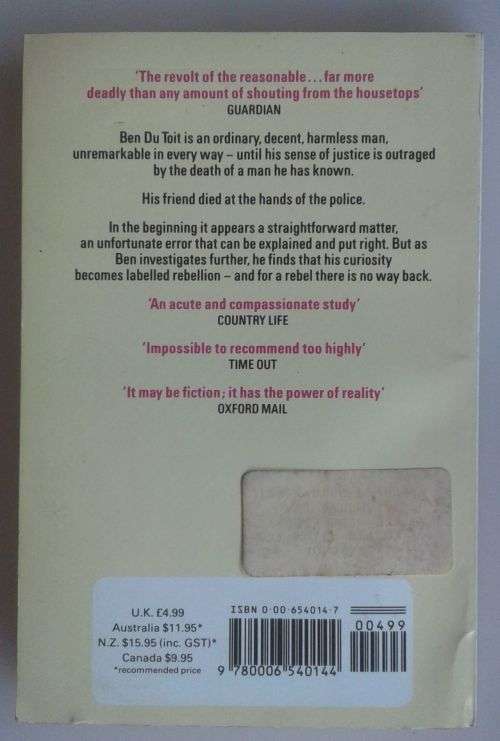 'The revolt of the reasonable...far more
deadly than any amount of shouting from the housetops'
GUARDIAN
Ben Du Toit is an ordinary, decent, harmless man,
unremarkable in every way – until his sense of justice is outraged
by the death of a man he has known.
His friend died at the hands of the police.
In the beginning it appears a straightforward matter,
an unfortunate error that can be explained and put right. But as
Ben investigates further, he finds that his curiosity
becomes labelled rebellion – and for a rebel there is no way back.
'An acute and compassionate study'
COUNTRY LIFE
'Impossible to recommend too highly'
TIME OUT
'It may be fiction; it has the power of reality'
OXFORD MAIL
U.K. £4.99
Australia $11.95*
N.Z. $15.95 (inc. GST)*
Canada $9.95
*recommended price
ISBN 0-00-654014-7
00499
9 780006 540144